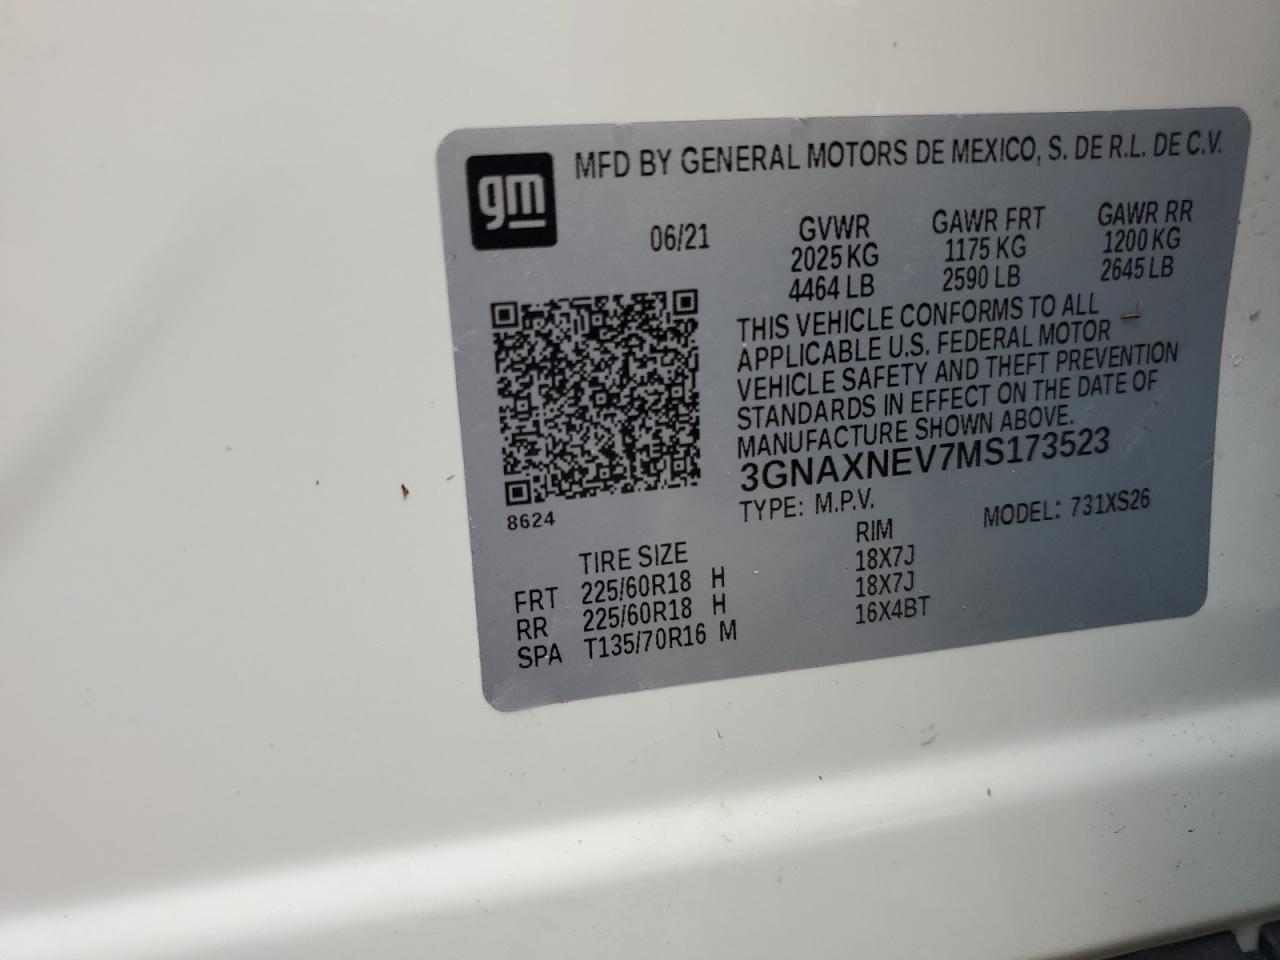 gm
MFD BY GENERAL MOTORS DE MEXICO, S. DE R.L. DE C.V.
06/21 GVWR GAWR FRT GAWR RR
2025 KG 1175 KG 1200 KG
4464 LB 2590 LB 2645 LB
THIS VEHICLE CONFORMS TO ALL
APPLICABLE U.S. FEDERAL MOTOR
VEHICLE SAFETY AND THEFT PREVENTION
STANDARDS IN EFFECT ON THE DATE OF
MANUFACTURE SHOWN ABOVE.
3GNAXNEV7MS173523
8624
TYPE: M.P.V. MODEL: 731XS26
TIRE SIZE RIM
FRT 225/60R18 H 18X7J
RR 225/60R18 H 18X7J
SPA T135/70R16 M 16X4BT